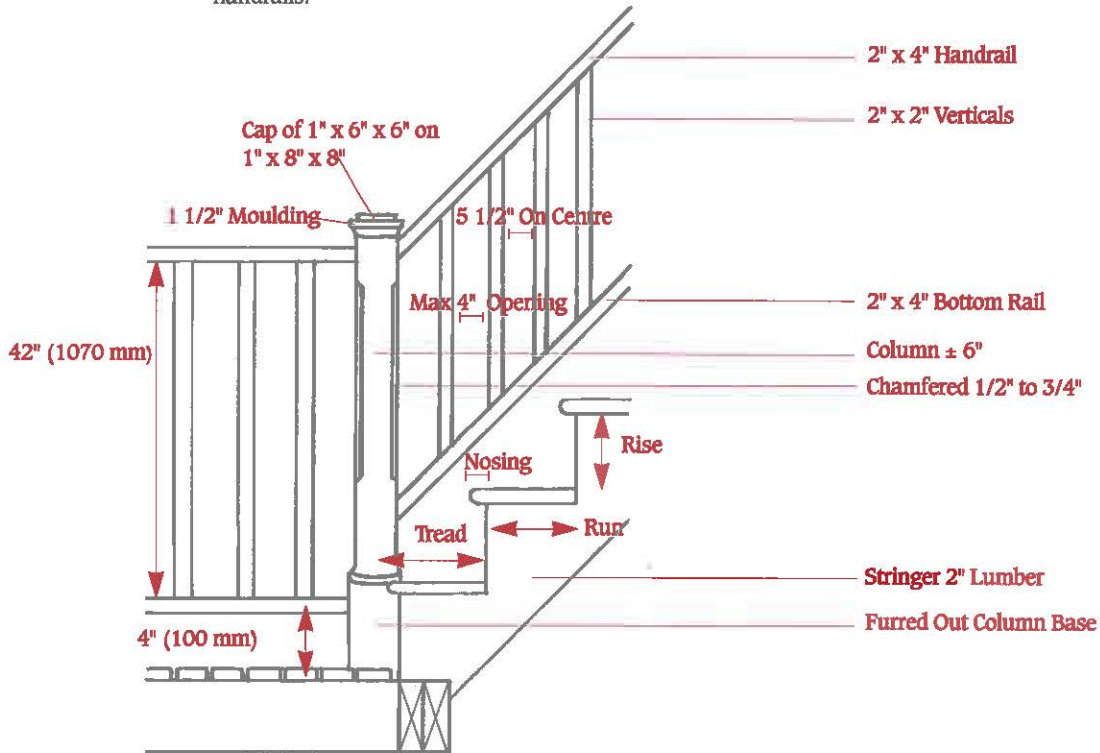 handrails.
2" x 4" Handrail
2" x 2" Verticals
Cap of 1" x 6" x 6" on
1" x 8" x 8"
1 1/2" Moulding
5 1/2" On Centre
Max 4" Opening
2" x 4" Bottom Rail
42" (1070 mm)
Column ± 6"
Chamfered 1/2" to 3/4"
Rise
Nosing
Tread
Run
Stringer 2" Lumber
Furred Out Column Base
4" (100 mm)